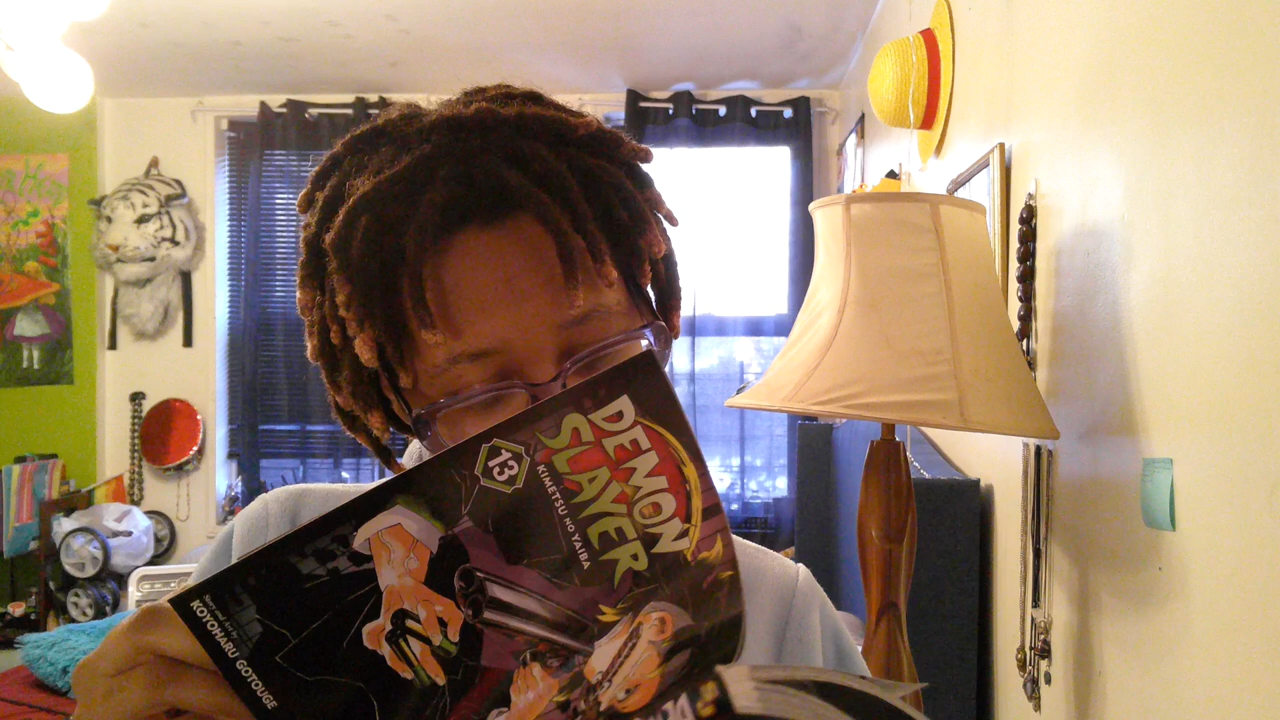 DEMON
SLAYER
KIMETSU NO YAIBA
13
Story and Art by
KOYOHARU GOTOUGE